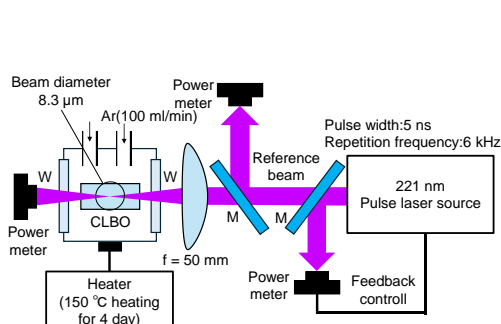 Beam diameter
8.3 µm
Ar(100 ml/min)
Power
meter
Pulse width:5 ns
Repetition frequency:6 kHz
Reference
beam
W
W
CLBO
M
M
221 nm
Pulse laser source
Power
meter
f = 50 mm
Heater
(150 ℃ heating
for 4 day)
Power
meter
Feedback
controll